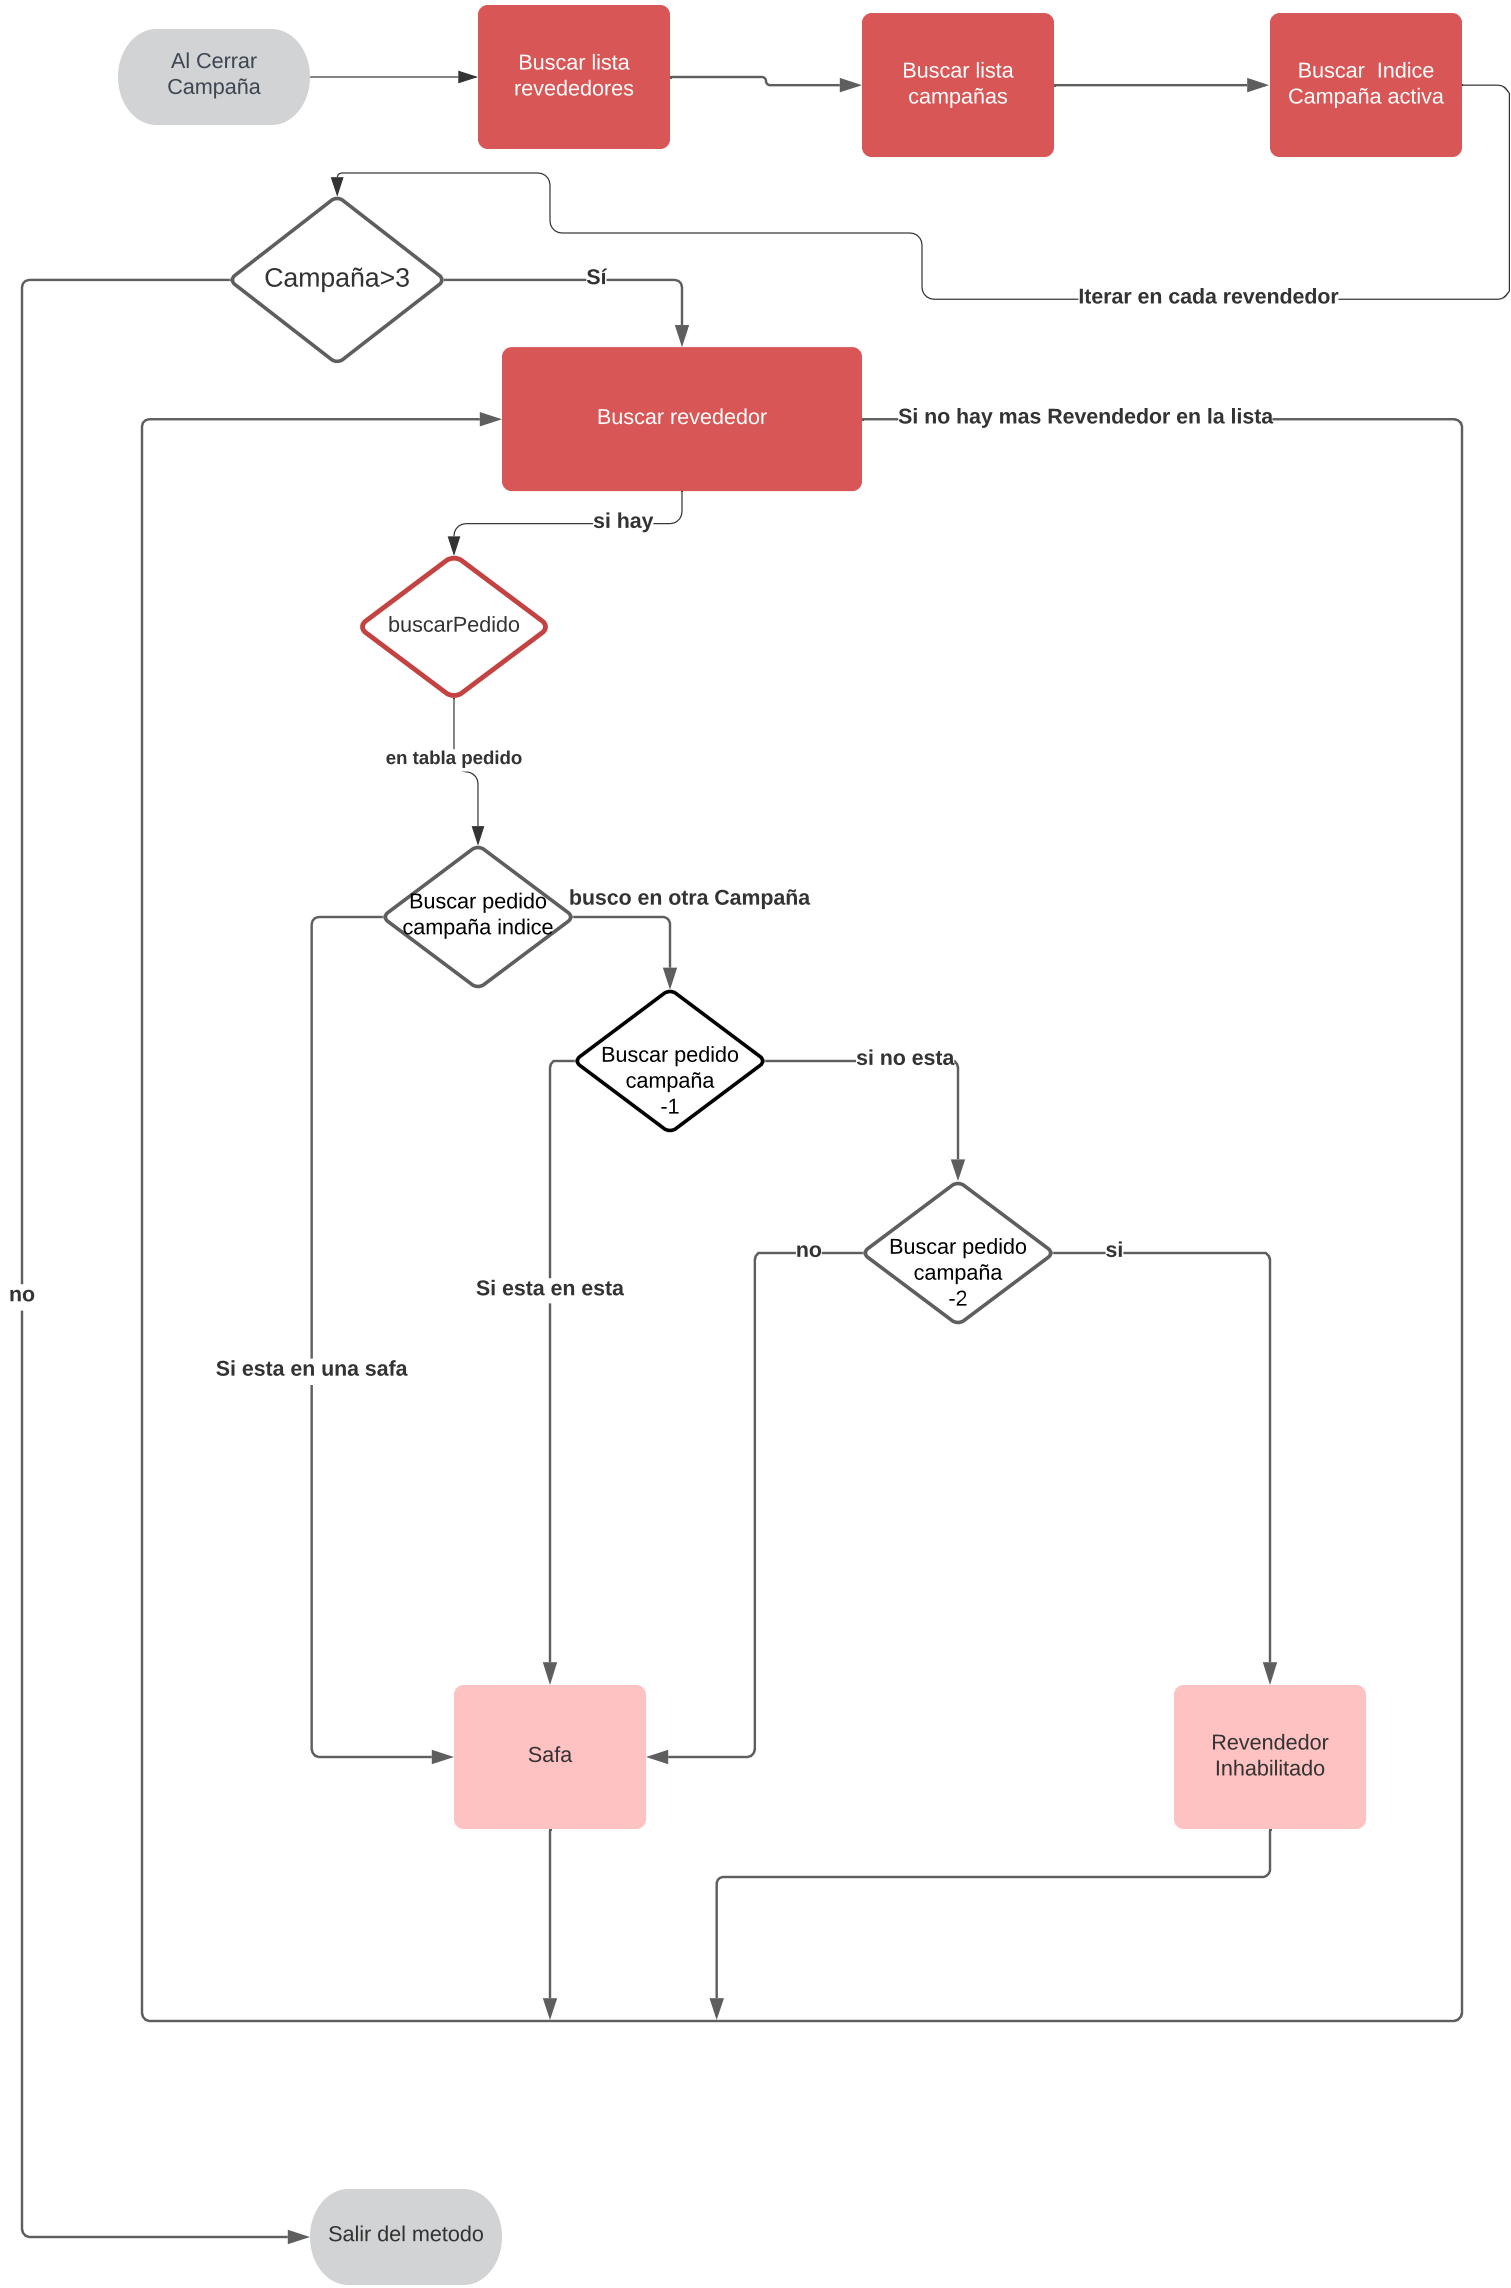 Al Cerrar
Campaña
Buscar lista
revededores
Buscar lista
campañas
Buscar  Indice
Campaña activa
Iterar en cada revendedor
Campaña>3
Sí
Buscar revededor
Si no hay mas Revendedor en la lista
si hay
buscarPedido
en tabla pedido
Buscar pedido
campaña indice
busco en otra Campaña
Buscar pedido
campaña
-1
si no esta
Buscar pedido
campaña
-2
no
si
Si esta en esta
no
Si esta en una safa
Safa
Revendedor
Inhabilitado
Salir del metodo